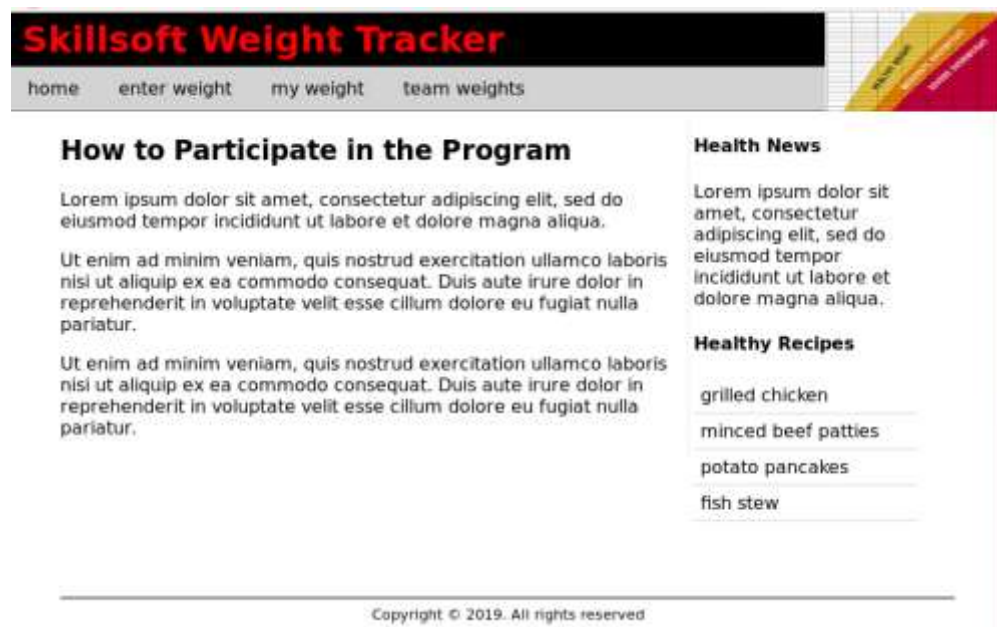 Skillsoft Weight Tracker
home enter weight my weight team weights
How to Participate in the Program
Lorem ipsum dolor sit amet, consectetur adipiscing elit, sed do
eiusmod tempor incididunt ut labore et dolore magna aliqua.
Ut enim ad minim veniam, quis nostrud exercitation ullamco laboris
nisi ut aliquip ex ea commodo consequat. Duis aute irure dolor in
reprehenderit in voluptate velit esse cillum dolore eu fugiat nulla
pariatur.
Ut enim ad minim veniam, quis nostrud exercitation ullamco laboris
nisi ut aliquip ex ea commodo consequat. Duis aute irure dolor in
reprehenderit in voluptate velit esse cillum dolore eu fugiat nulla
pariatur.
Health News
Lorem ipsum dolor sit
amet, consectetur
adipiscing elit, sed do
eiusmod tempor
incididunt ut labore et
dolore magna aliqua.
Healthy Recipes
grilled chicken
minced beef patties
potato pancakes
fish stew
Copyright © 2019. All rights reserved